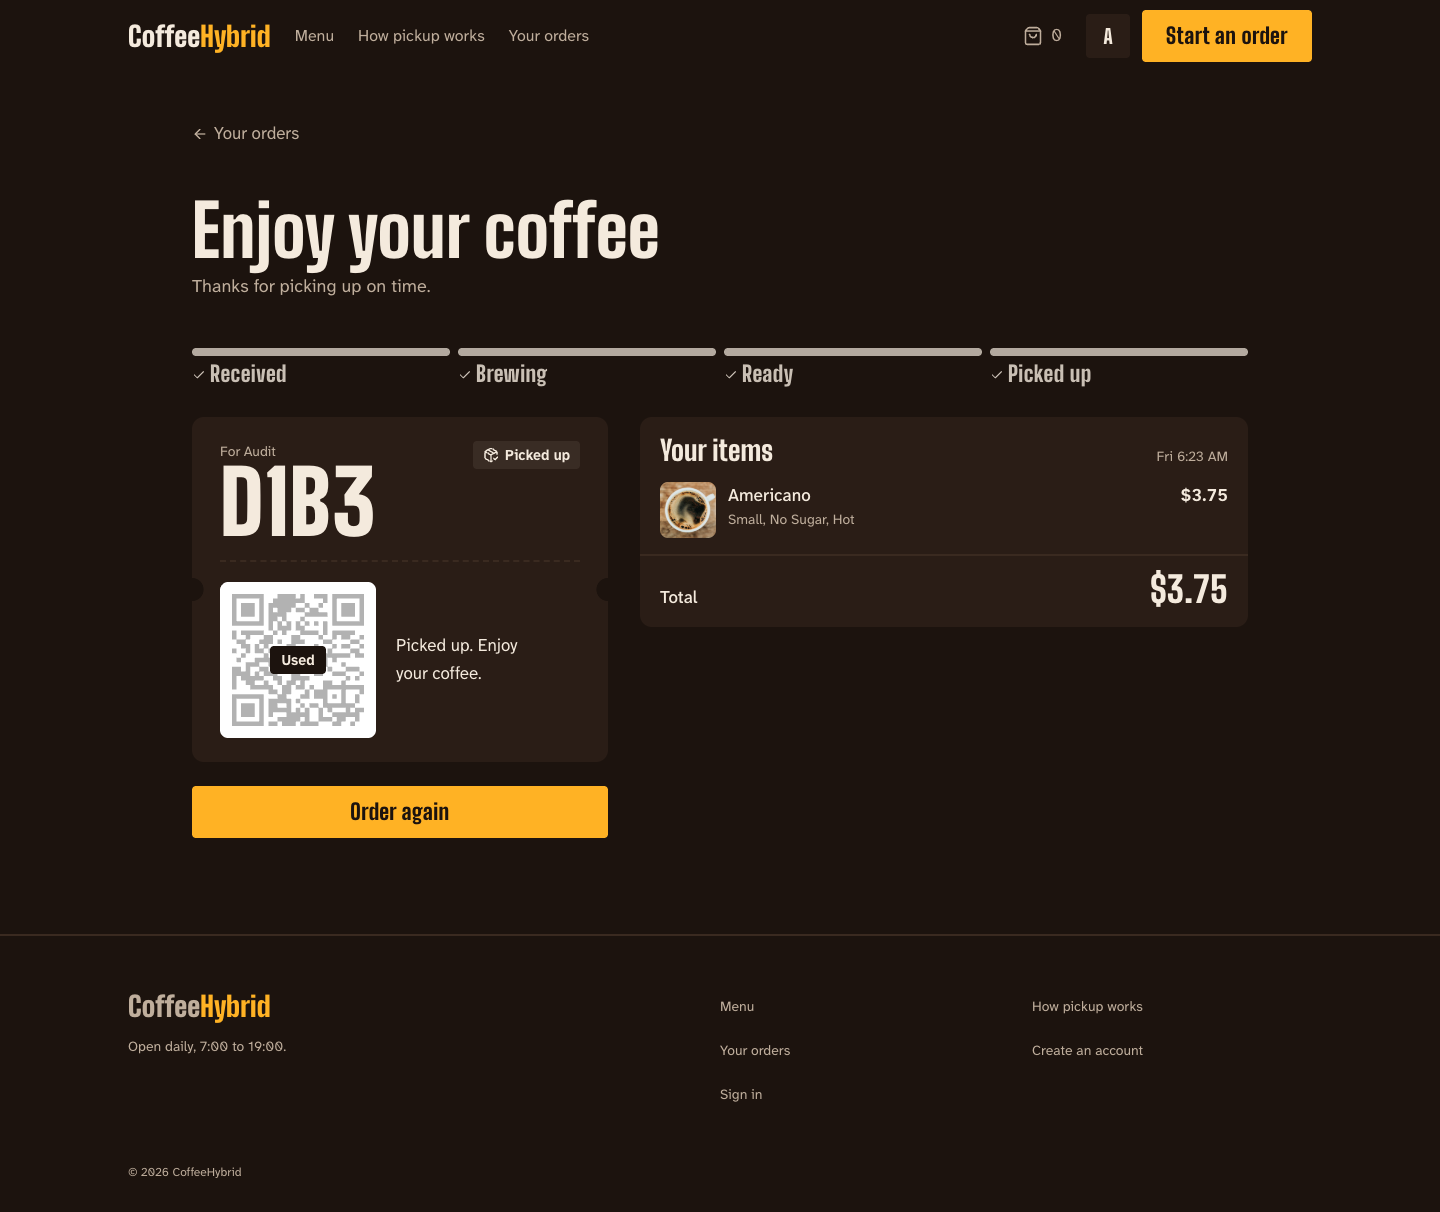 CoffeeHybrid
Menu
How pickup works
Your orders
0
A
Start an order
Your orders
Enjoy your coffee
Thanks for picking up on time.
Received
Brewing
Ready
Picked up
For Audit
Picked up
D1B3
Used
Picked up. Enjoy
your coffee.
Order again
Your items
Fri 6:23 AM
Americano
$3.75
Small, No Sugar, Hot
Total
$3.75
CoffeeHybrid
Open daily, 7:00 to 19:00.
Menu
Your orders
Sign in
How pickup works
Create an account
© 2026 CoffeeHybrid